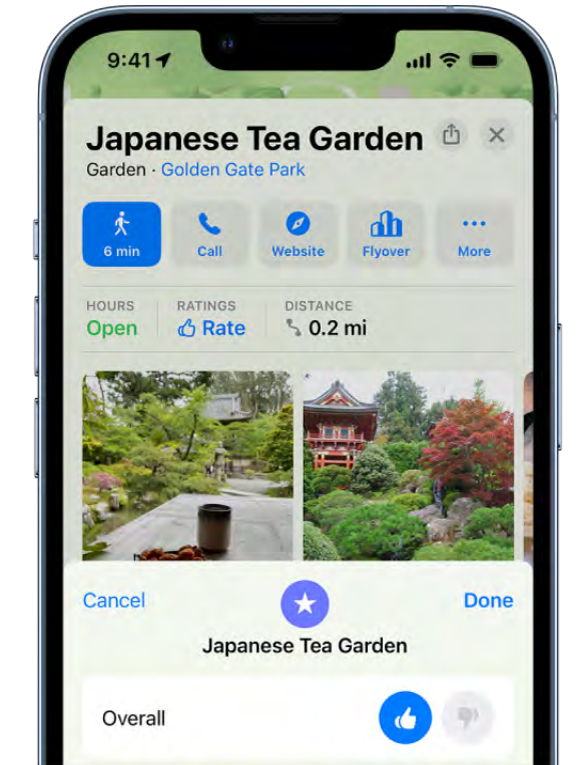 9:41
Japanese Tea Garden
Garden · Golden Gate Park
6 min
Call
Website
Flyover
More
HOURS
RATINGS
DISTANCE
Open
Rate
0.2 mi
Cancel
Done
Japanese Tea Garden
Overall